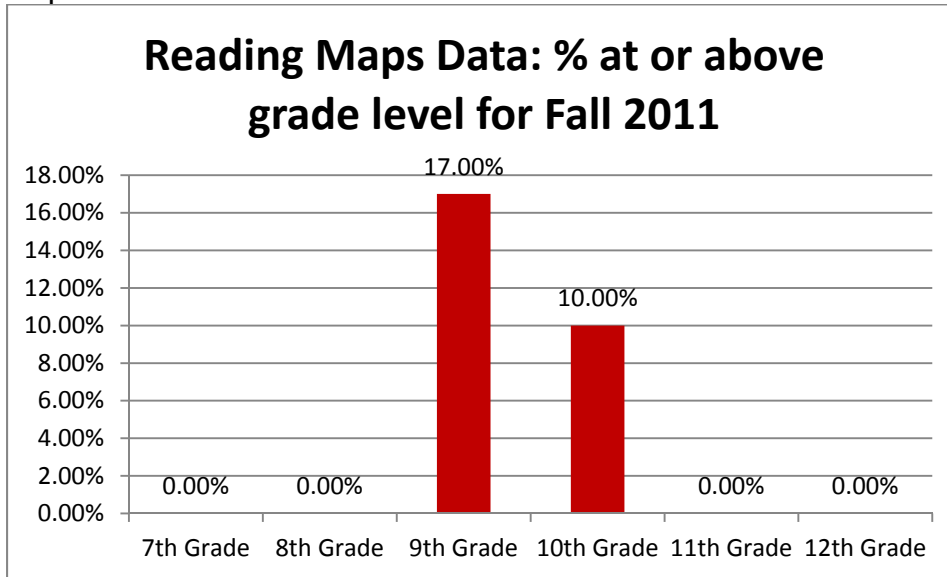 Reading Maps Data: % at or above
grade level for Fall 2011
18.00%
16.00%
14.00%
12.00%
10.00%
8.00%
6.00%
4.00%
2.00%
0.00%
0.00%
0.00%
17.00%
10.00%
0.00%
0.00%
7th Grade
8th Grade
9th Grade
10th Grade
11th Grade
12th Grade